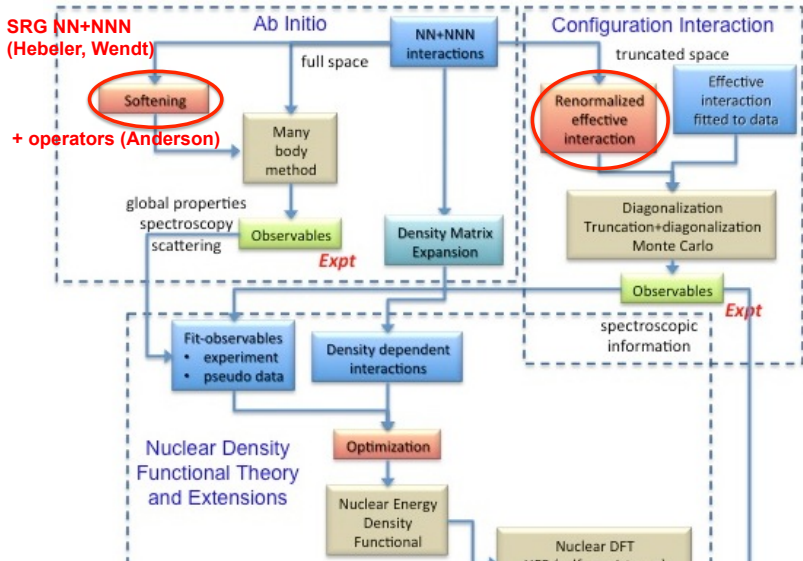 SRG NN+NNN
(Hebeler, Wendt)
Ab Initio
NN+NNN
interactions
Configuration Interaction
full space
truncated space
Softening
Renormalized
effective
interaction
Effective
interaction
fitted to data
+ operators (Anderson)
Many
body
method
global properties
spectroscopy
scattering
Observables
Expt
Density Matrix
Expansion
Diagonalization
Truncation+diagonalization
Monte Carlo
Observables
Expt
spectroscopic
information
Fit-observables
• experiment
• pseudo data
Density dependent
interactions
Nuclear Density
Functional Theory
and Extensions
Optimization
Nuclear Energy
Density
Functional
Nuclear DFT